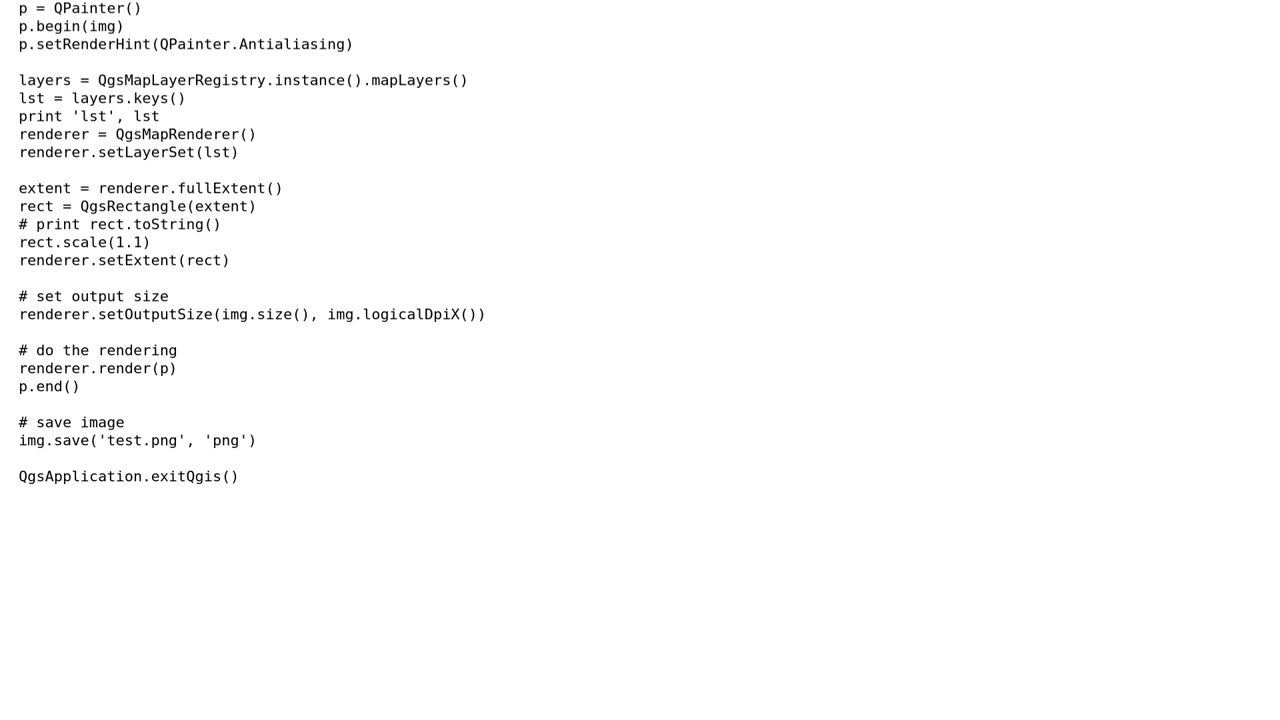 p = QPainter()
p.begin(img)
p.setRenderHint(QPainter.Antialiasing)

layers = QgsMapLayerRegistry.instance().mapLayers()
lst = layers.keys()
print 'lst', lst
renderer = QgsMapRenderer()
renderer.setLayerSet(lst)

extent = renderer.fullExtent()
rect = QgsRectangle(extent)
# print rect.toString()
rect.scale(1.1)
renderer.setExtent(rect)

# set output size
renderer.setOutputSize(img.size(), img.logicalDpiX())

# do the rendering
renderer.render(p)
p.end()

# save image
img.save('test.png', 'png')

QgsApplication.exitQgis()